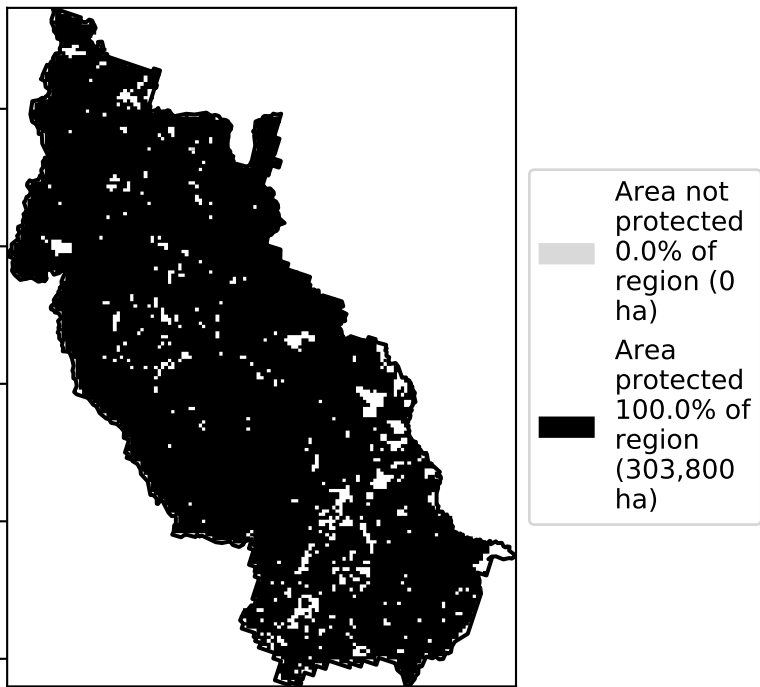 Area not
protected
0.0% of
region (0
ha)
Area
protected
100.0% of
region
(303,800
ha)